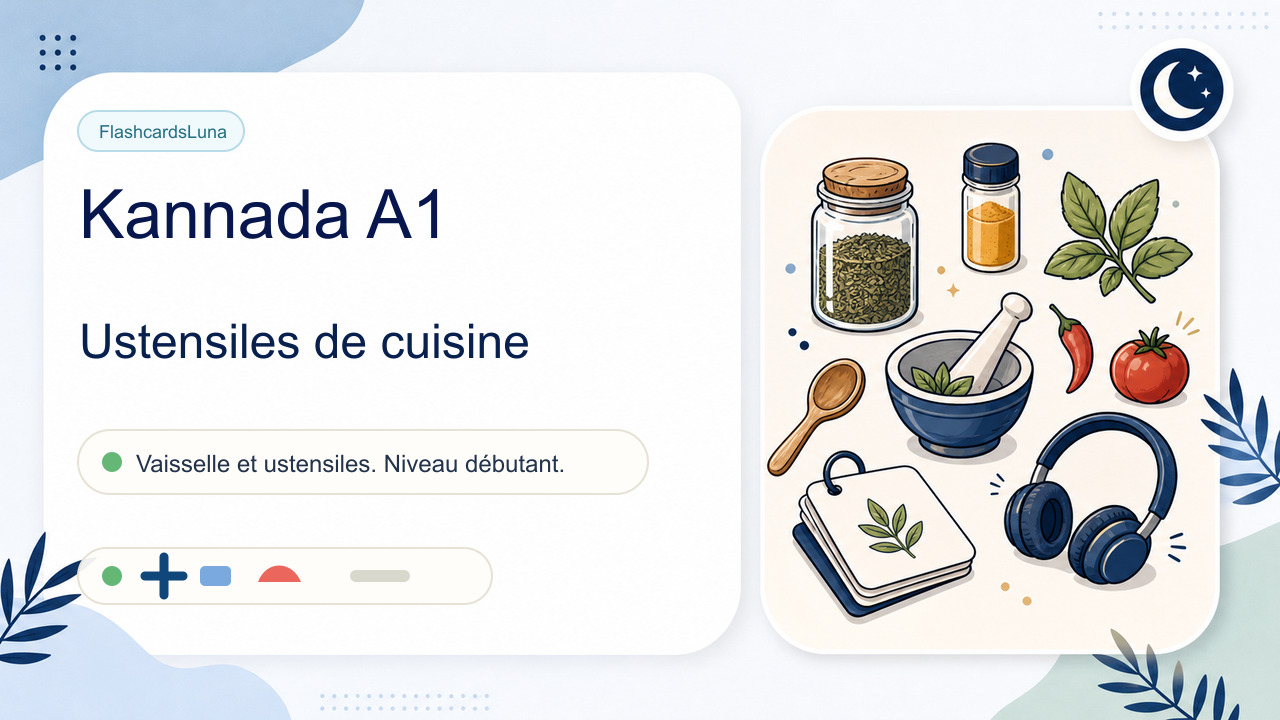 FlashcardsLuna
Kannada A1
Ustensiles de cuisine
Vaisselle et ustensiles. Niveau débutant.